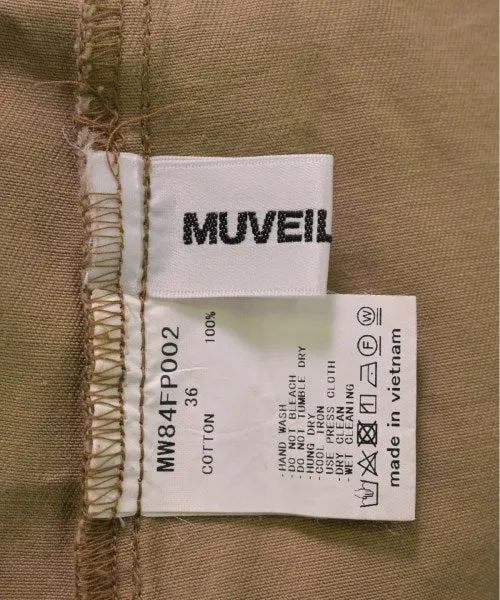 MUVEIL
MW84FP002
36
COTTON 100%
-HAND WASH
-DO NOT BLEACH
-DO NOT TUMBLE DRY
-HUNG DRY
-COOL IRON
USE PRESS CLOTH
-DRY CLEAN
-WET CLEANING
F W
made in vietnam